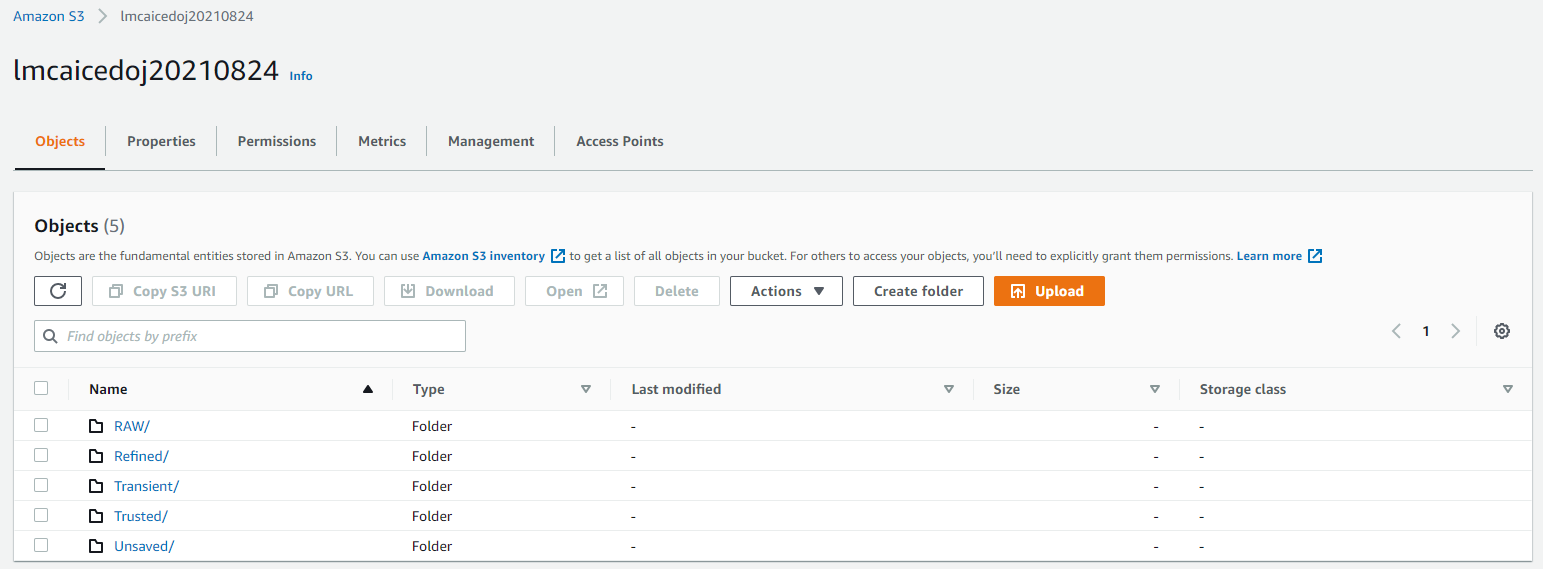 Amazon S3 > lmcaicedoj20210824
lmcaicedoj20210824 Info
Objects Properties Permissions Metrics Management Access Points
Objects (5)
Objects are the fundamental entities stored in Amazon S3. You can use Amazon S3 inventory to get a list of all objects in your bucket. For others to access your objects, you'll need to explicitly grant them permissions. Learn more
Copy S3 URI Copy URL Download Open Delete Actions Create folder Upload
Find objects by prefix
1
Name Type Last modified Size Storage class
RAW/ Folder - - -
Refined/ Folder - - -
Transient/ Folder - - -
Trusted/ Folder - - -
Unsaved/ Folder - - -